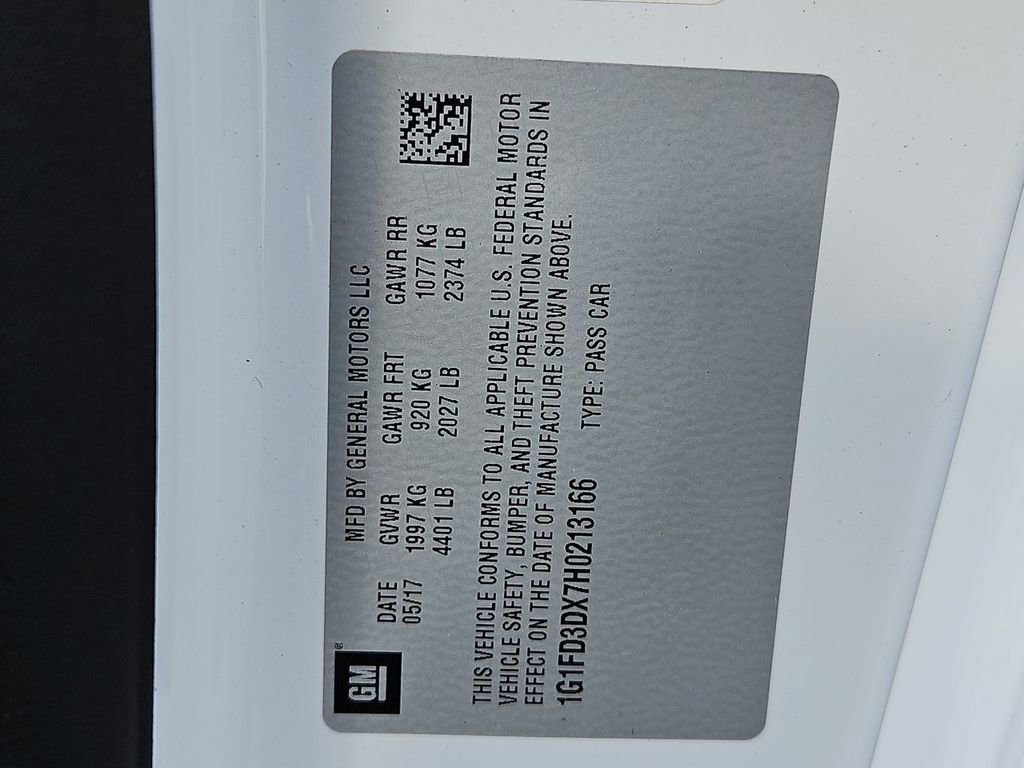 GM®
MFD BY GENERAL MOTORS LLC
DATE GVWR GAWR FRT GAWR RR
05/17 1997 KG 920 KG 1077 KG
4401 LB 2027 LB 2374 LB
THIS VEHICLE CONFORMS TO ALL APPLICABLE U.S. FEDERAL MOTOR
VEHICLE SAFETY, BUMPER, AND THEFT PREVENTION STANDARDS IN
EFFECT ON THE DATE OF MANUFACTURE SHOWN ABOVE.
1G1FD3DX7H0213166 TYPE: PASS CAR